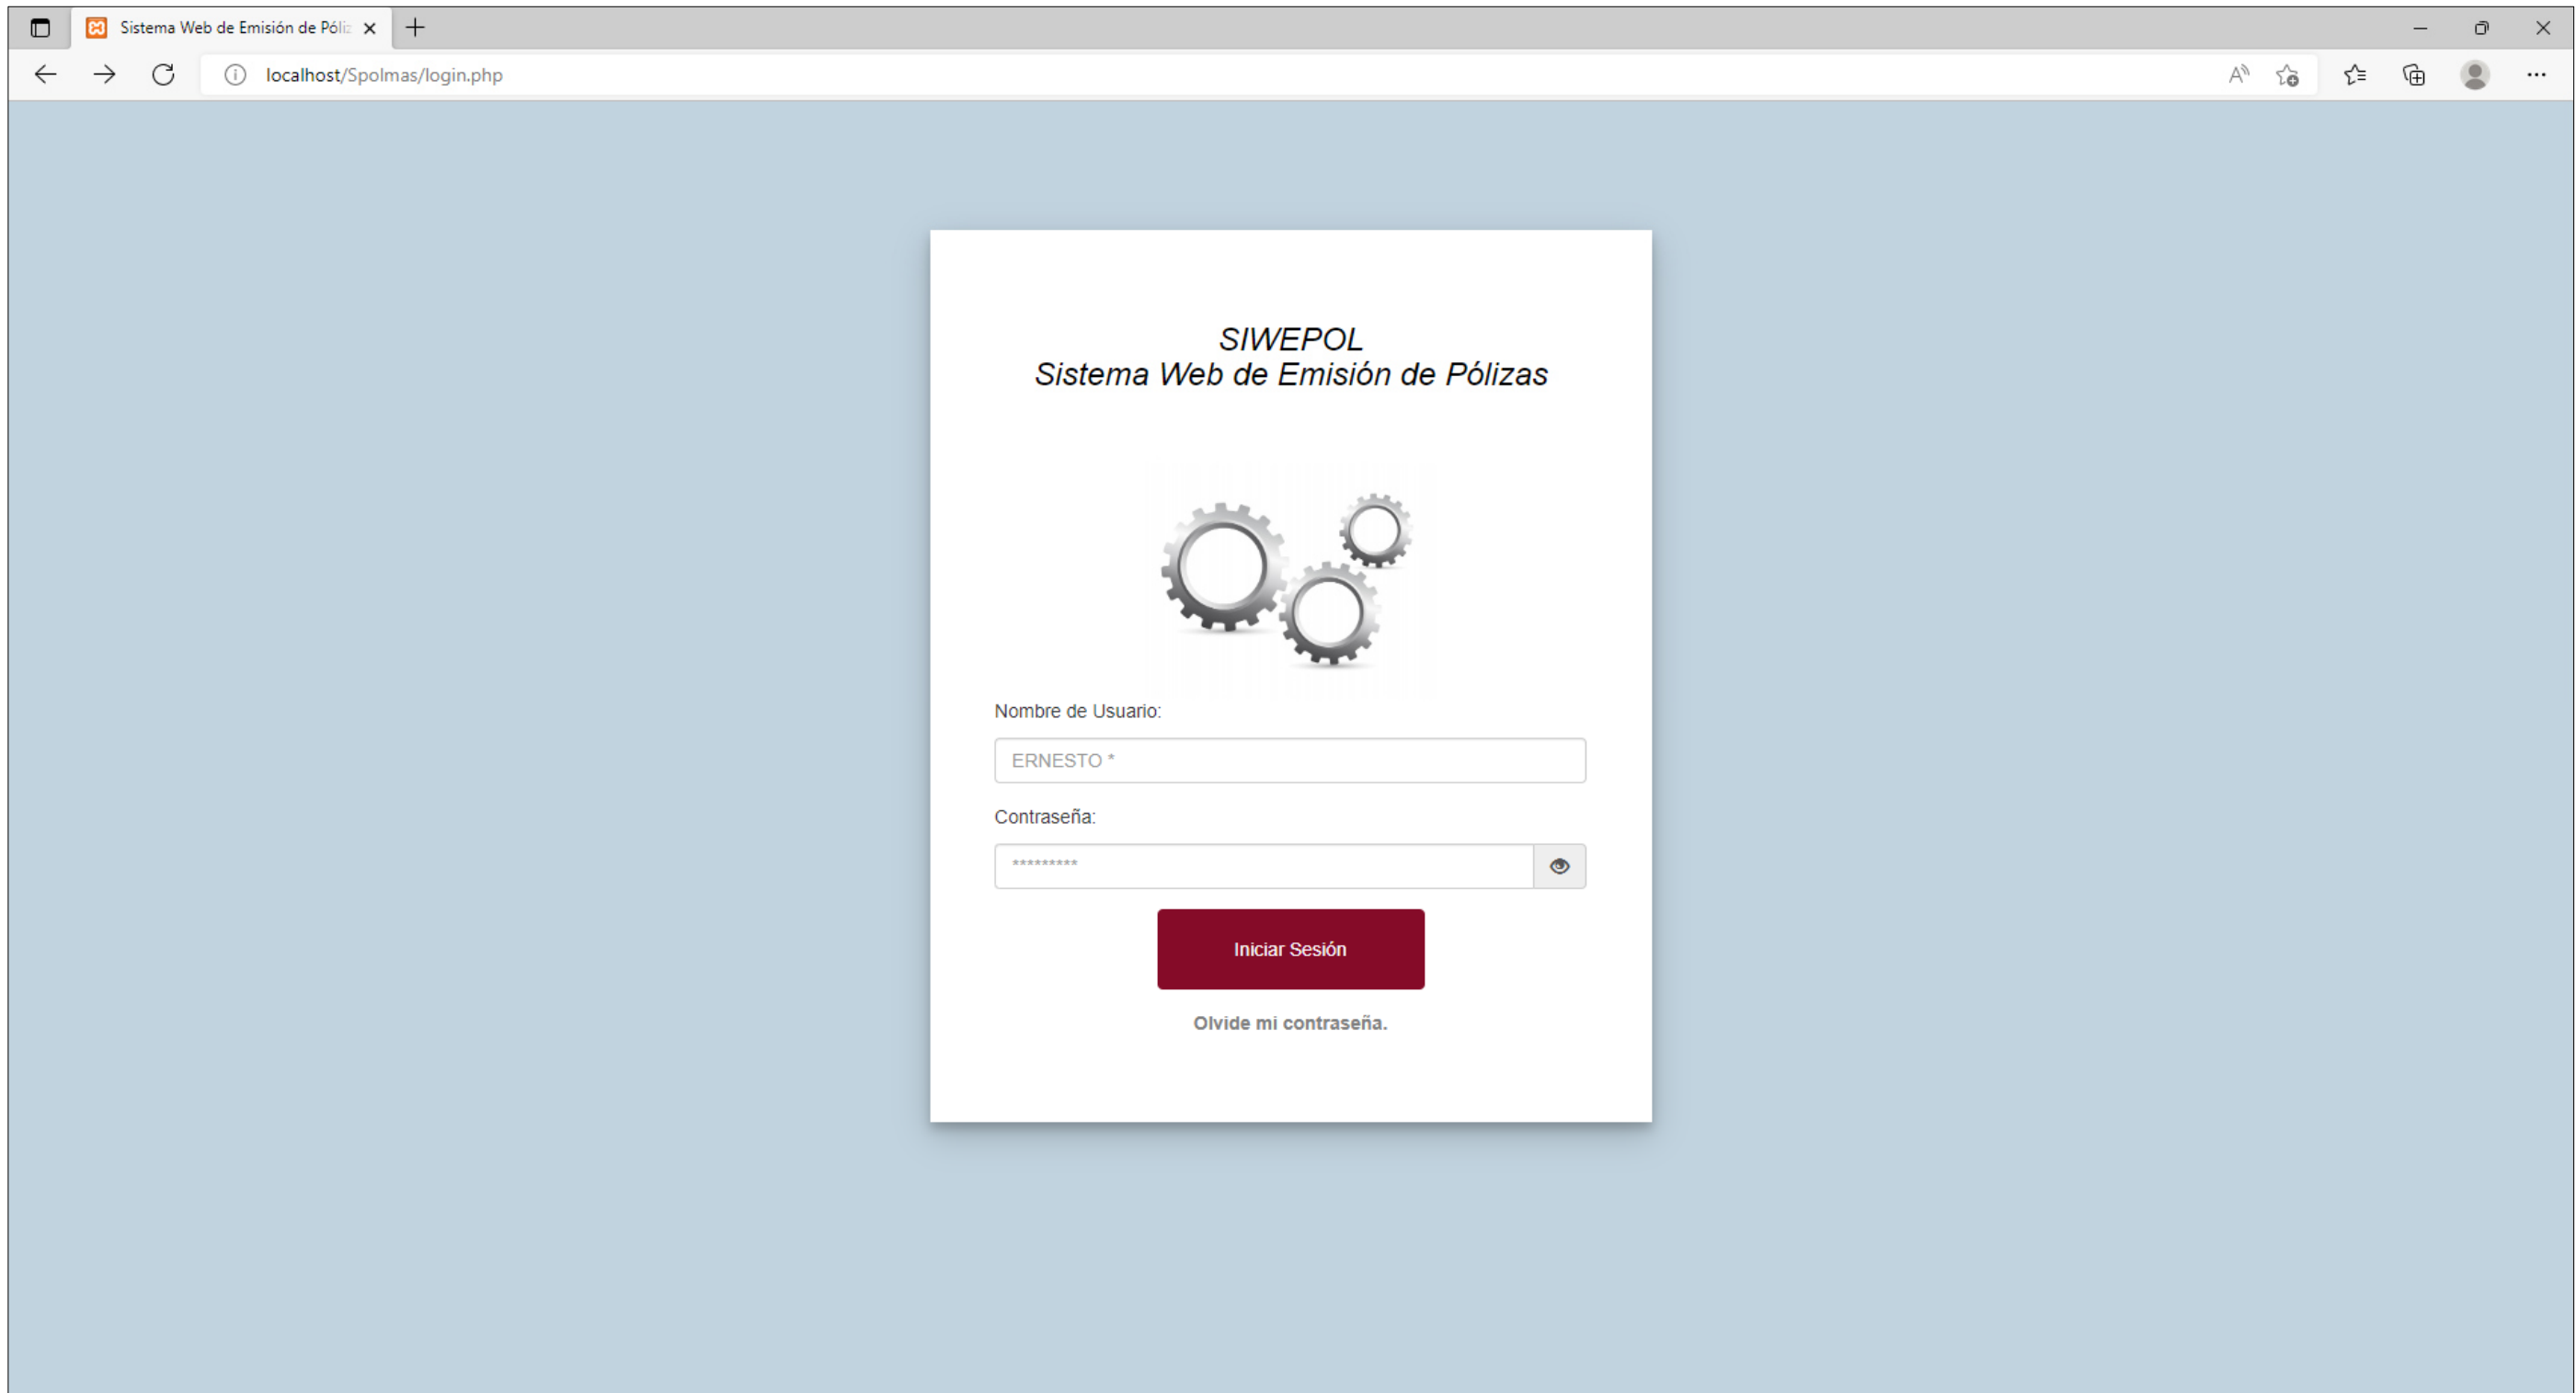 Sistema Web de Emisión de Póli
localhost/Spolmas/login.php
SIWEPOL
Sistema Web de Emisión de Pólizas
Nombre de Usuario:
ERNESTO *
Contraseña:
*********
Iniciar Sesión
Olvide mi contraseña.